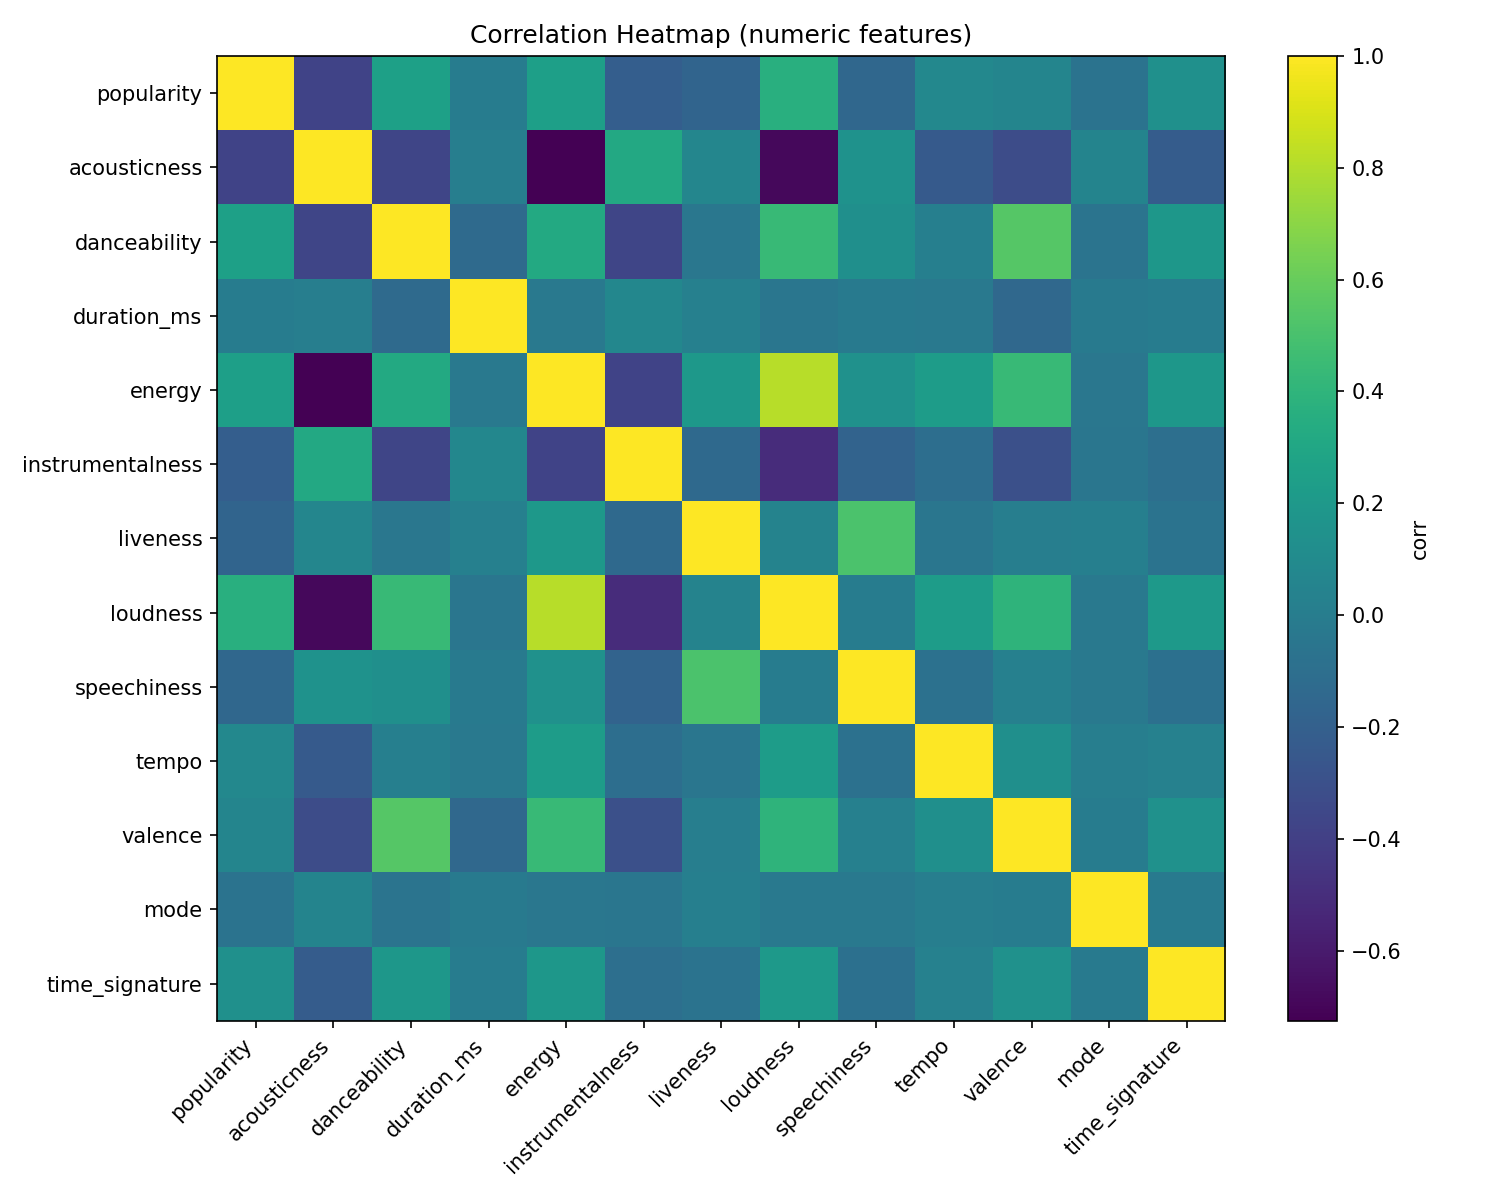 Correlation Heatmap (numeric features)
popularity
acousticness
danceability
duration_ms
energy
instrumentalness
liveness
loudness
speechiness
tempo
valence
mode
time_signature
popularity
acousticness
danceability
duration_ms
energy
instrumentalness
liveness
loudness
speechiness
tempo
valence
mode
time_signature
1.0
0.8
0.6
0.4
0.2
0.0
−0.2
−0.4
−0.6
corr